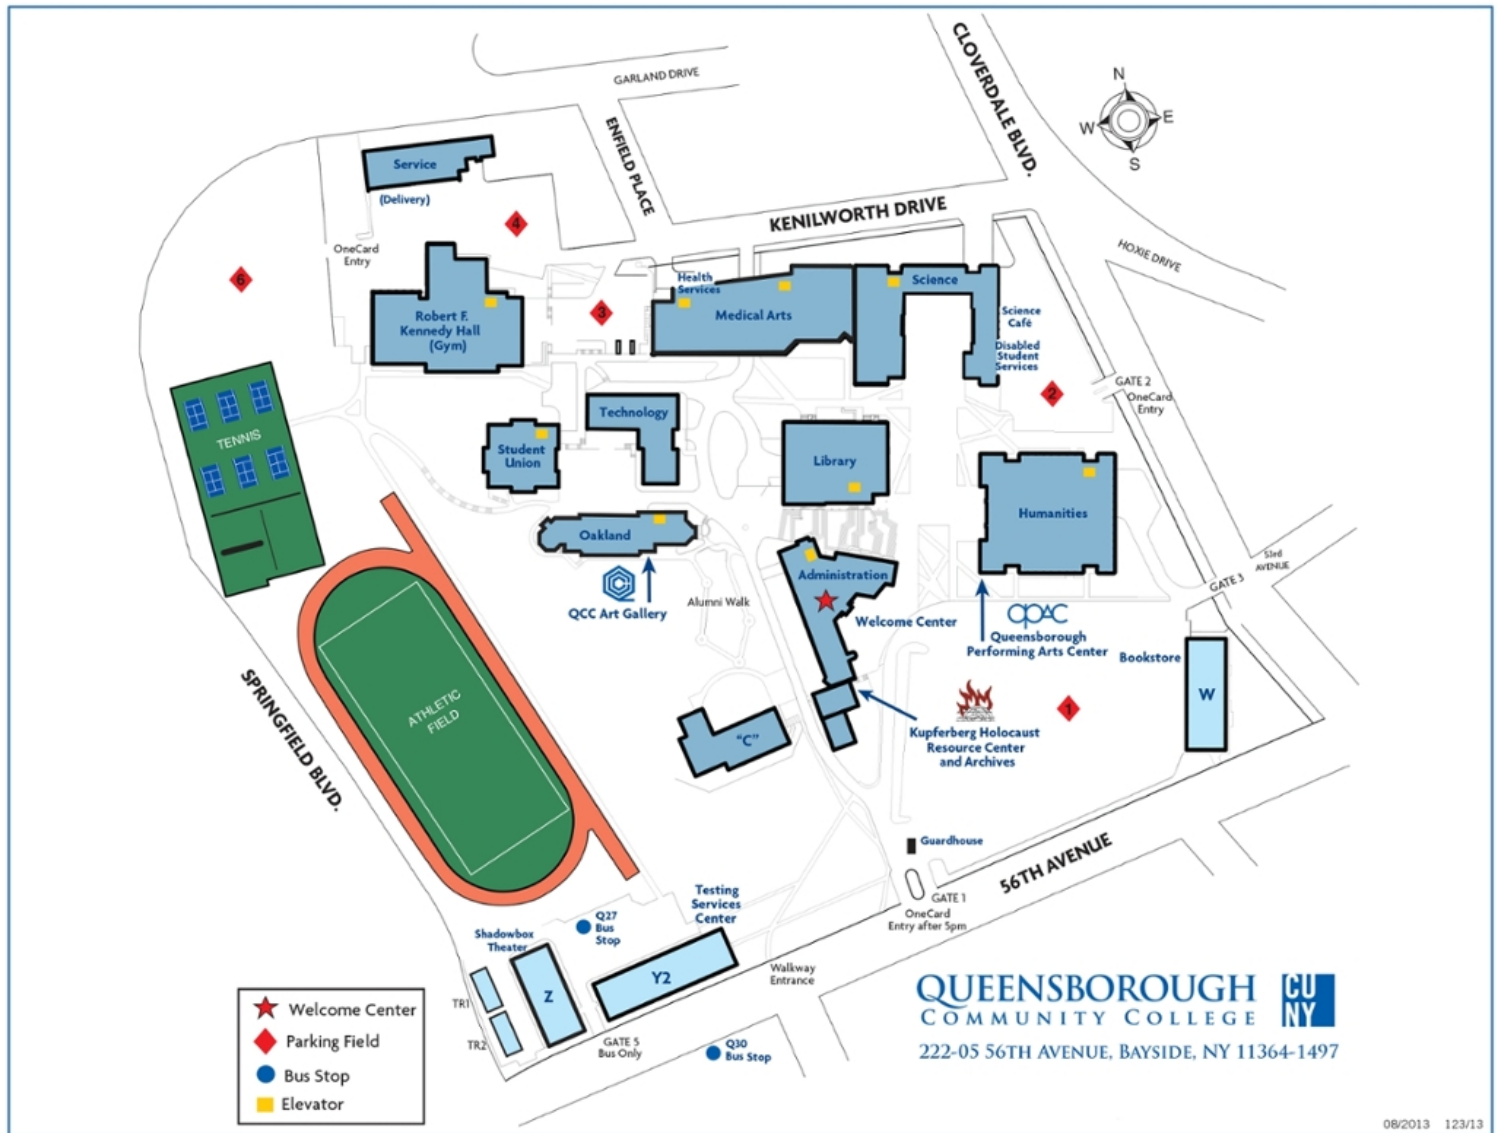 GARLAND DRIVE
CLOVERDALE BLVD.
N
W
E
S
ENFIELD PLACE
KENILWORTH DRIVE
HOXIE DRIVE
Service
(Delivery)
4
OneCard
Entry
6
Robert F.
Kennedy Hall
(Gym)
3
Health
Services
Medical Arts
Science
Science
Café
Disabled
Student
Services
2
GATE 2
OneCard
Entry
TENNIS
Student
Union
Technology
Library
Humanities
Oakland
QCC Art Gallery
Alumni Walk
Administration
Welcome Center
QPAC
Queensborough
Performing Arts Center
53rd
AVENUE
GATE 3
Bookstore
W
1
Kupferberg Holocaust
Resource Center
and Archives
"C"
ATHLETIC
FIELD
SPRINGFIELD BLVD.
Guardhouse
56TH AVENUE
GATE 1
OneCard
Entry after 5pm
Testing
Services
Center
Q27
Bus
Stop
Shadowbox
Theater
TR1
TR2
Z
Y2
Walkway
Entrance
GATE 5
Bus Only
Q30
Bus Stop
Welcome Center
Parking Field
Bus Stop
Elevator
QUEENSBOROUGH
COMMUNITY COLLEGE
CU
NY
222-05 56TH AVENUE, BAYSIDE, NY 11364-1497
08/2013 123/13